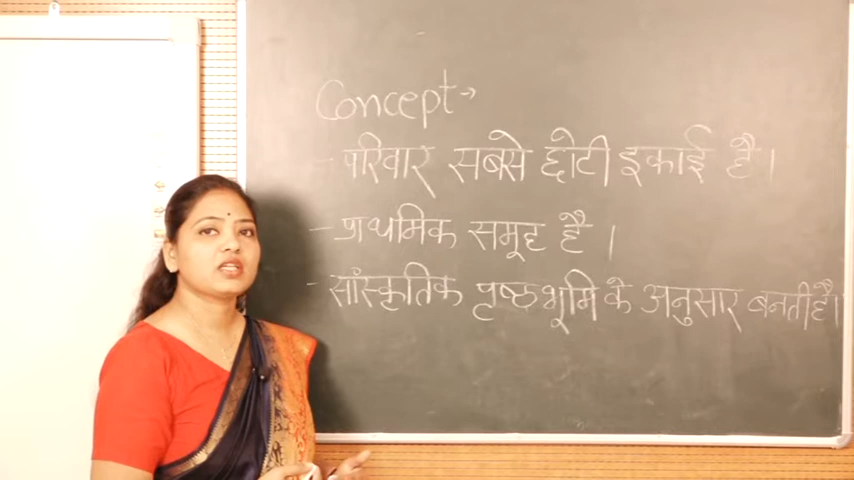 Concept→
- परिवार सबसे छोटी इकाई है।
- प्राथमिक समूह है ।
- साँस्कृतिक पृष्ठभूमि के अनुसार बनती है।